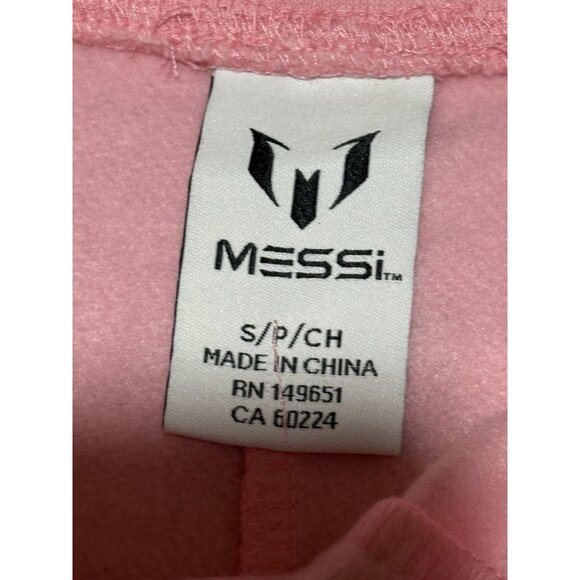 MESSi™
S/P/CH
MADE IN CHINA
RN 149651
CA 60224